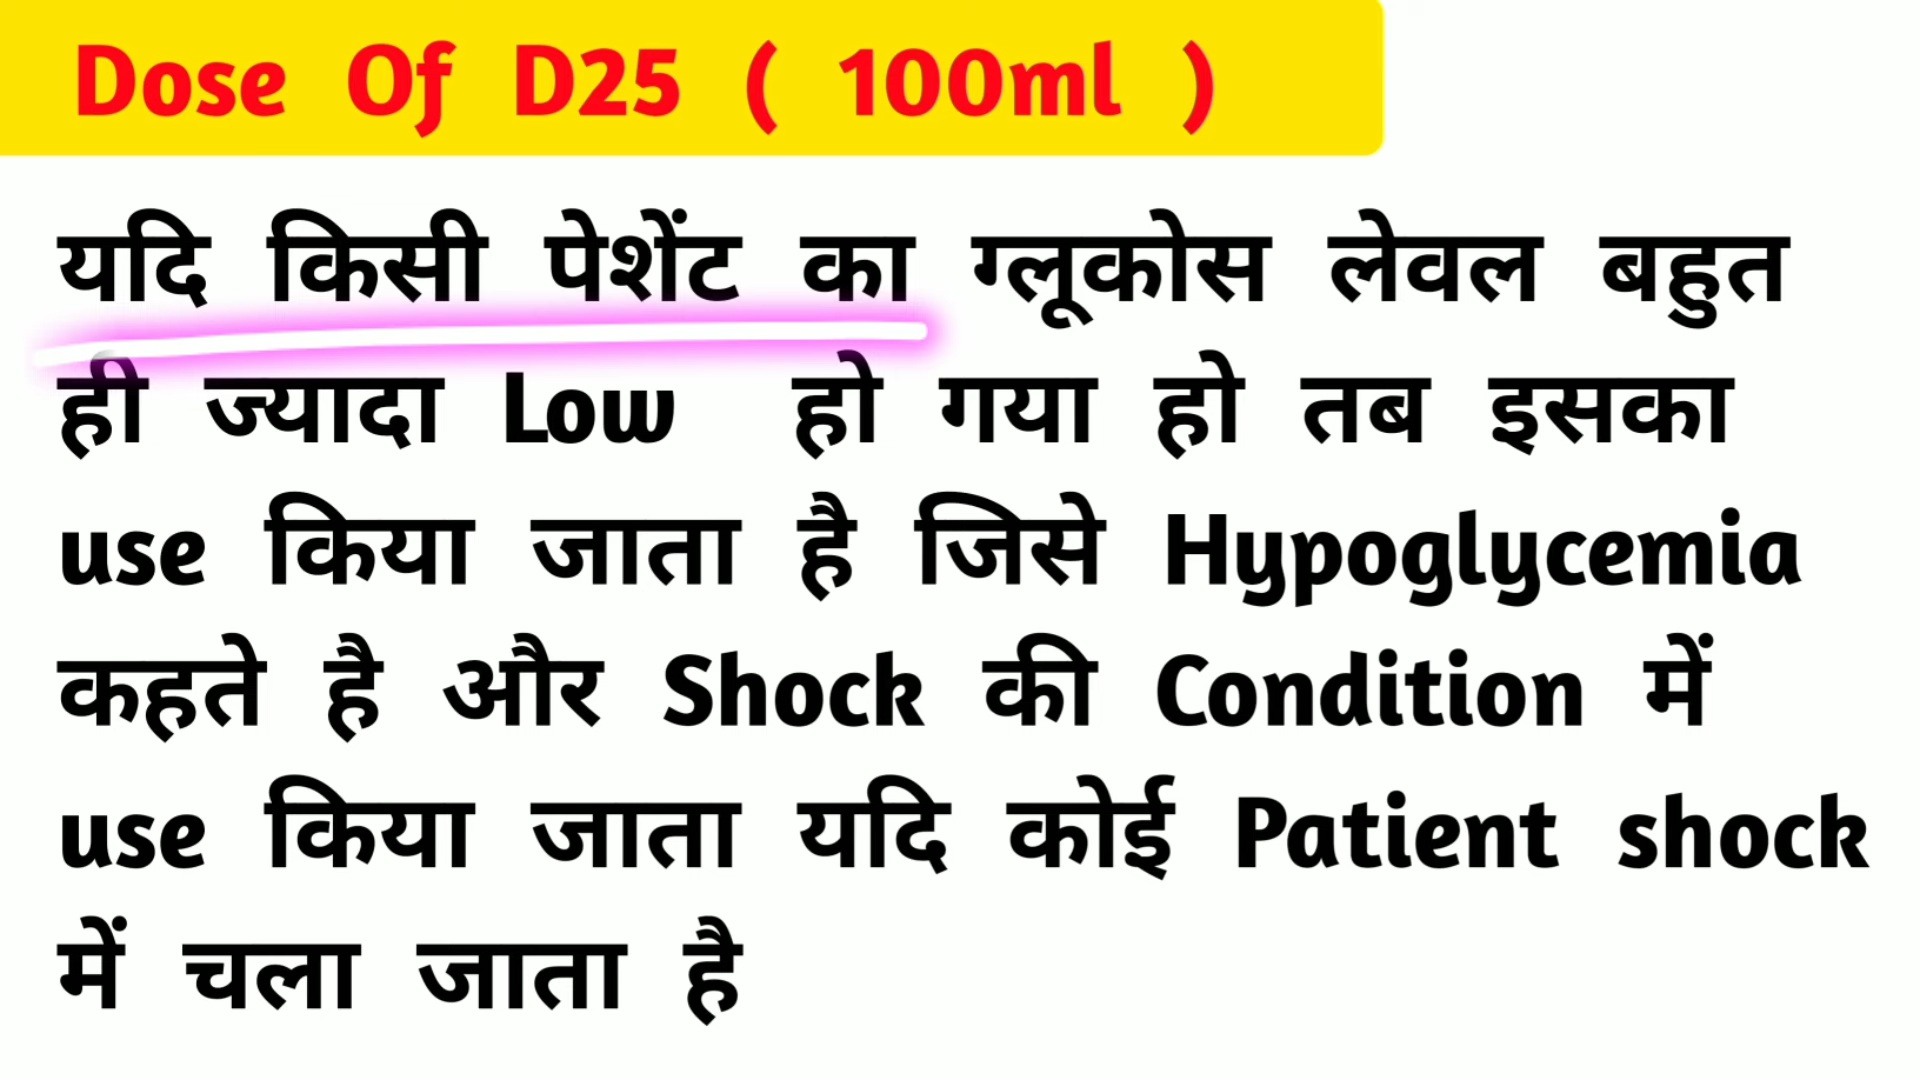 Dose Of D25 ( 100ml )
यदि किसी पेशेंट का ग्लूकोस लेवल बहुत
ही ज्यादा Low हो गया हो तब इसका
use किया जाता है जिसे Hypoglycemia
कहते है और Shock की Condition में
use किया जाता यदि कोई Patient shock
में चला जाता है